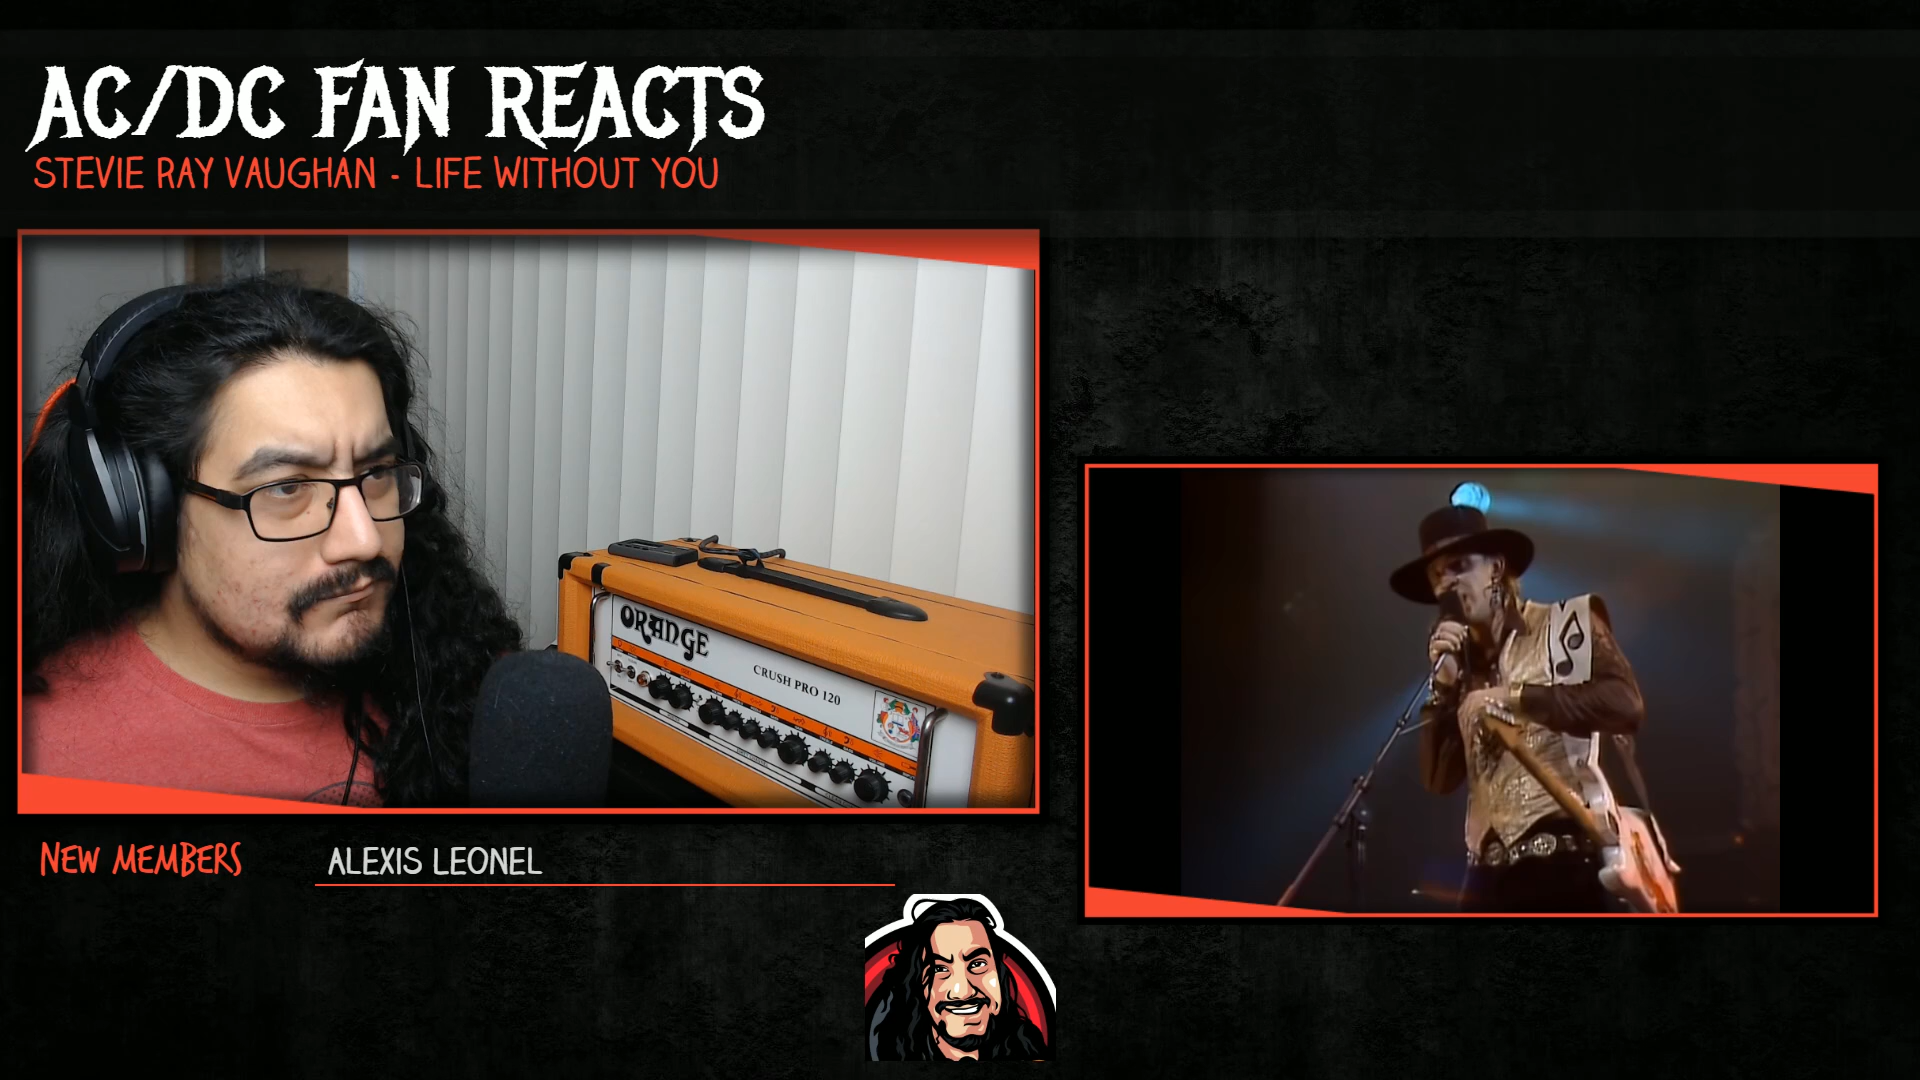 AC/DC FAN REACTS
STEVIE RAY VAUGHAN - LIFE WITHOUT YOU
ORANGE
CRUSH PRO 120
NEW MEMBERS
ALEXIS LEONEL